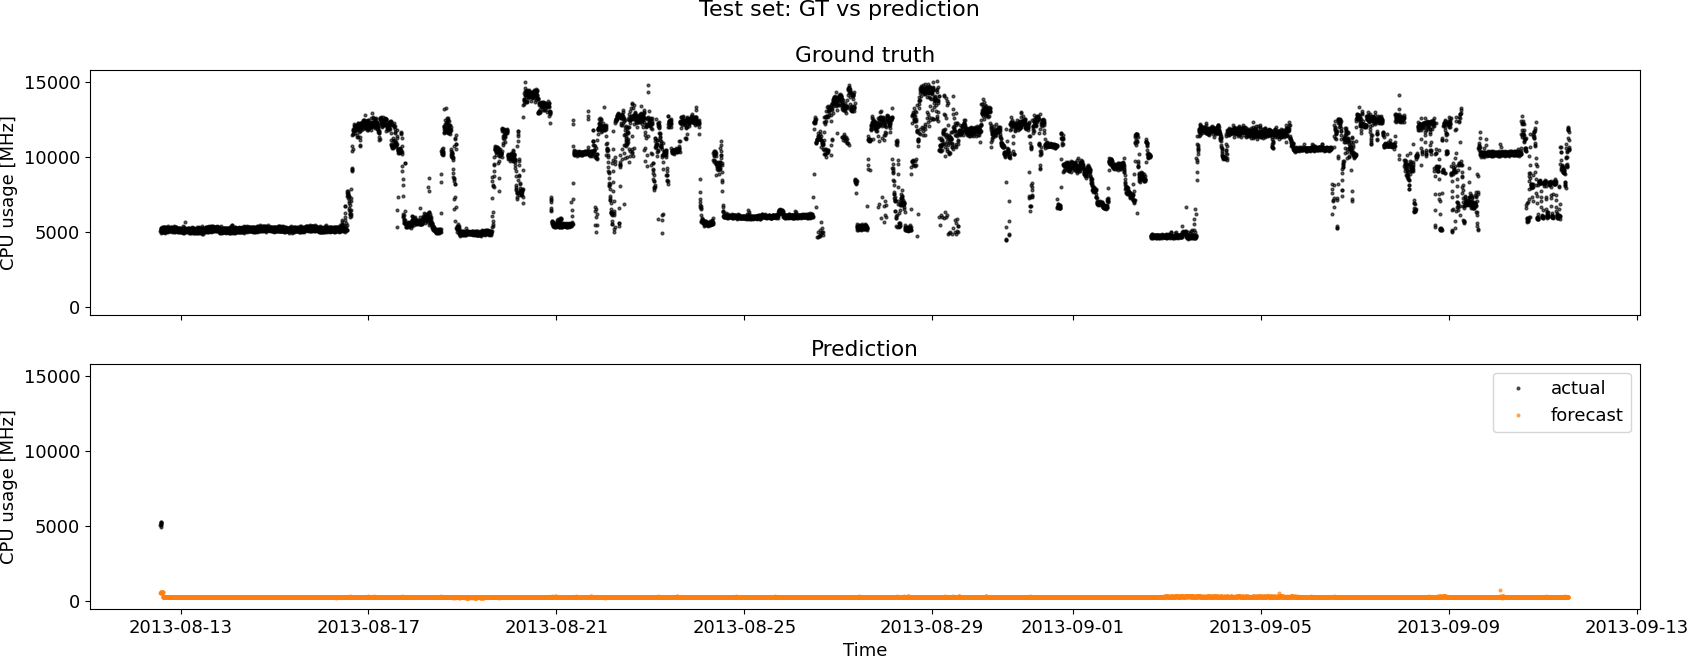 Test set: GT vs prediction
Ground truth
CPU usage [MHz]
15000
10000
5000
0
Prediction
CPU usage [MHz]
15000
10000
5000
0
actual
forecast
2013-08-13 2013-08-17 2013-08-21 2013-08-25 2013-08-29 2013-09-01 2013-09-05 2013-09-09 2013-09-13
Time